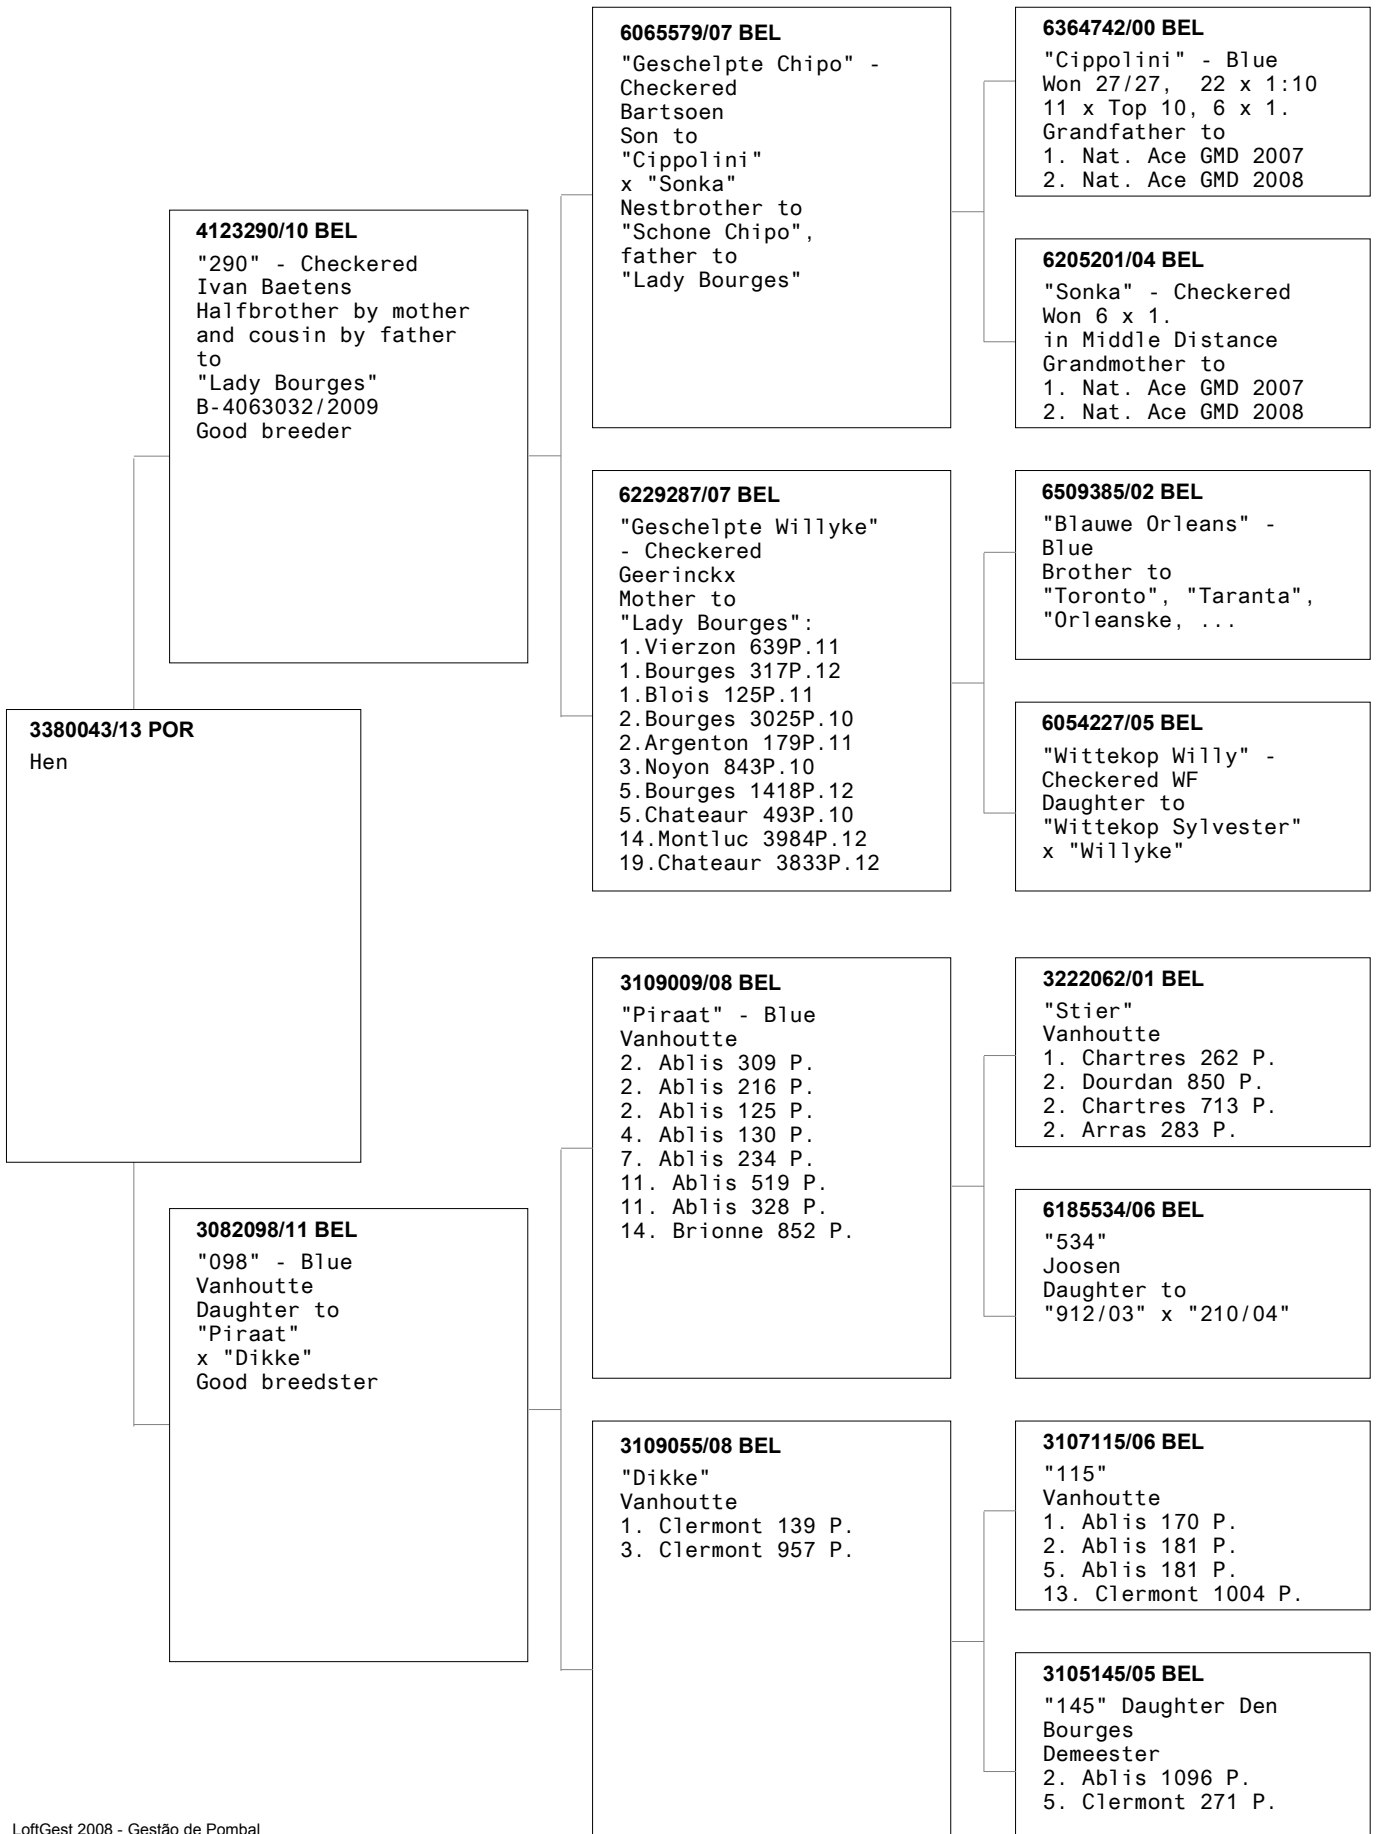 3380043/13 POR
Hen
4123290/10 BEL
"290" - Checkered
Ivan Baetens
Halfbrother by mother
and cousin by father
to
"Lady Bourges"
B-4063032/2009
Good breeder
3082098/11 BEL
"098" - Blue
Vanhoutte
Daughter to
"Piraat"
x "Dikke"
Good breedster
6065579/07 BEL
"Geschelpte Chipo" -
Checkered
Bartsoen
Son to
"Cippolini"
x "Sonka"
Nestbrother to
"Schone Chipo",
father to
"Lady Bourges"
6229287/07 BEL
"Geschelpte Willyke"
- Checkered
Geerinckx
Mother to
"Lady Bourges":
1.Vierzon 639P.11
1.Bourges 317P.12
1.Blois 125P.11
2.Bourges 3025P.10
2.Argenton 179P.11
3.Noyon 843P.10
5.Bourges 1418P.12
5.Chateaur 493P.10
14.Montluc 3984P.12
19.Chateaur 3833P.12
3109009/08 BEL
"Piraat" - Blue
Vanhoutte
2. Ablis 309 P.
2. Ablis 216 P.
2. Ablis 125 P.
4. Ablis 130 P.
7. Ablis 234 P.
11. Ablis 519 P.
11. Ablis 328 P.
14. Brionne 852 P.
3109055/08 BEL
"Dikke"
Vanhoutte
1. Clermont 139 P.
3. Clermont 957 P.
6364742/00 BEL
"Cippolini" - Blue
Won 27/27,  22 x 1:10
11 x Top 10, 6 x 1.
Grandfather to
1. Nat. Ace GMD 2007
2. Nat. Ace GMD 2008
6205201/04 BEL
"Sonka" - Checkered
Won 6 x 1.
in Middle Distance
Grandmother to
1. Nat. Ace GMD 2007
2. Nat. Ace GMD 2008
6509385/02 BEL
"Blauwe Orleans" -
Blue
Brother to
"Toronto", "Taranta",
"Orleanske, ...
6054227/05 BEL
"Wittekop Willy" -
Checkered WF
Daughter to
"Wittekop Sylvester"
x "Willyke"
3222062/01 BEL
"Stier"
Vanhoutte
1. Chartres 262 P.
2. Dourdan 850 P.
2. Chartres 713 P.
2. Arras 283 P.
6185534/06 BEL
"534"
Joosen
Daughter to
"912/03" x "210/04"
3107115/06 BEL
"115"
Vanhoutte
1. Ablis 170 P.
2. Ablis 181 P.
5. Ablis 181 P.
13. Clermont 1004 P.
3105145/05 BEL
"145" Daughter Den
Bourges
Demeester
2. Ablis 1096 P.
5. Clermont 271 P.
LoftGest 2008 - Gestão de Pombal